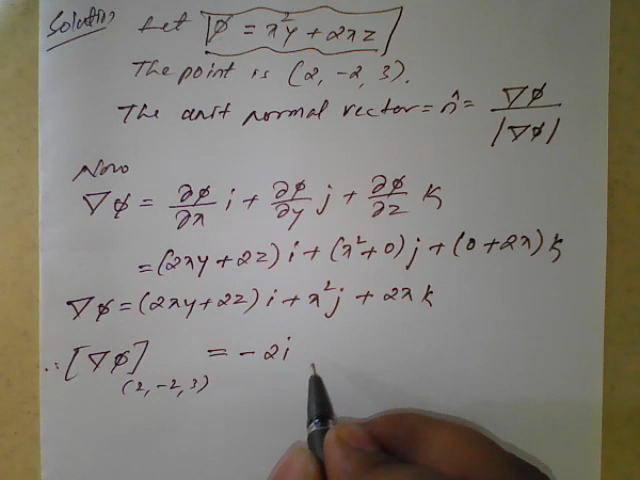 Solution Let ϕ = x²y + 2xz
The point is (2, -2, 3).
The unit normal vector = n̂ = ∇ϕ / |∇ϕ|
Now
∇ϕ = ∂ϕ/∂x i + ∂ϕ/∂y j + ∂ϕ/∂z k
= (2xy + 2z) i + (x² + 0) j + (0 + 2x) k
∇ϕ = (2xy + 2z) i + x² j + 2x k
∴ [∇ϕ] (2, -2, 3) = - 2i